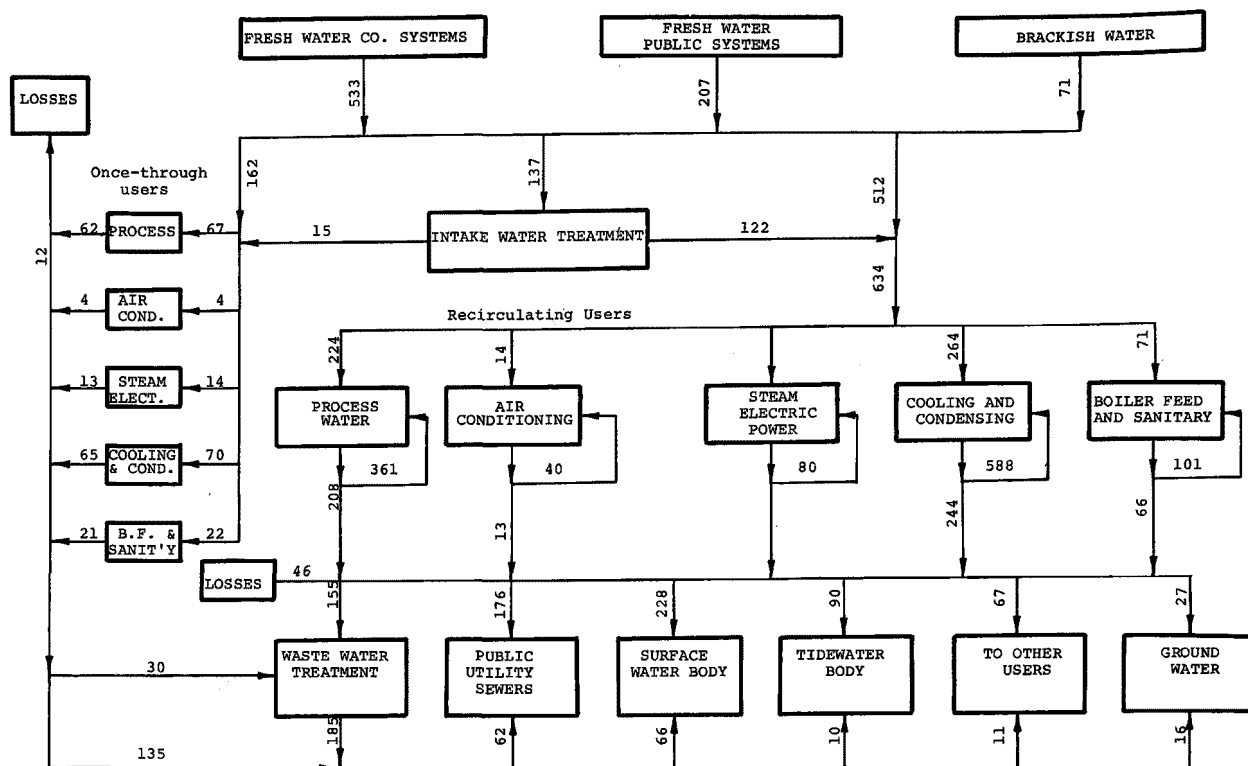 FRESH WATER CO. SYSTEMS
FRESH WATER
PUBLIC SYSTEMS
BRACKISH WATER
LOSSES
533
207
71
Once-through
users
162
137
512
62
PROCESS
67
15
INTAKE WATER TREATMENT
122
12
634
4
AIR
COND.
4
Recirculating Users
224
14
264
71
13
STEAM
ELECT.
14
PROCESS
WATER
AIR
CONDITIONING
STEAM
ELECTRIC
POWER
COOLING AND
CONDENSING
BOILER FEED
AND SANITARY
65
COOLING
& COND.
70
361
40
80
588
101
208
13
244
66
21
B.F. &
SANIT'Y
22
LOSSES
46
155
176
228
90
67
27
30
WASTE WATER
TREATMENT
PUBLIC
UTILITY
SEWERS
SURFACE
WATER BODY
TIDEWATER
BODY
TO OTHER
USERS
GROUND
WATER
185
62
66
10
11
16
135